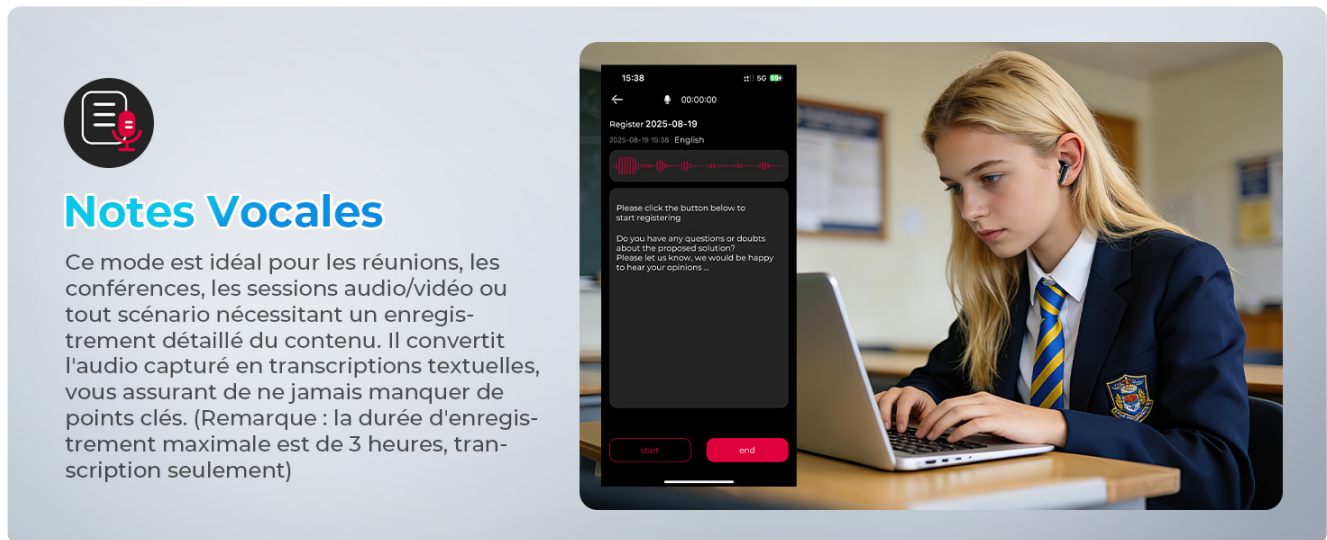 Notes Vocales
Ce mode est idéal pour les réunions, les
conférences, les sessions audio/vidéo ou
tout scénario nécessitant un enregis-
trement détaillé du contenu. Il convertit
l'audio capturé en transcriptions textuelles,
vous assurant de ne jamais manquer de
points clés. (Remarque : la durée d'enregis-
trement maximale est de 3 heures, tran-
scription seulement)
15:38
5G
00:00:00
Register 2025-08-19
2025-08-19 15:38 English
Please click the button below to
start registering
Do you have any questions or doubts
about the proposed solution?
Please let us know, we would be happy
to hear your opinions ...
start
end